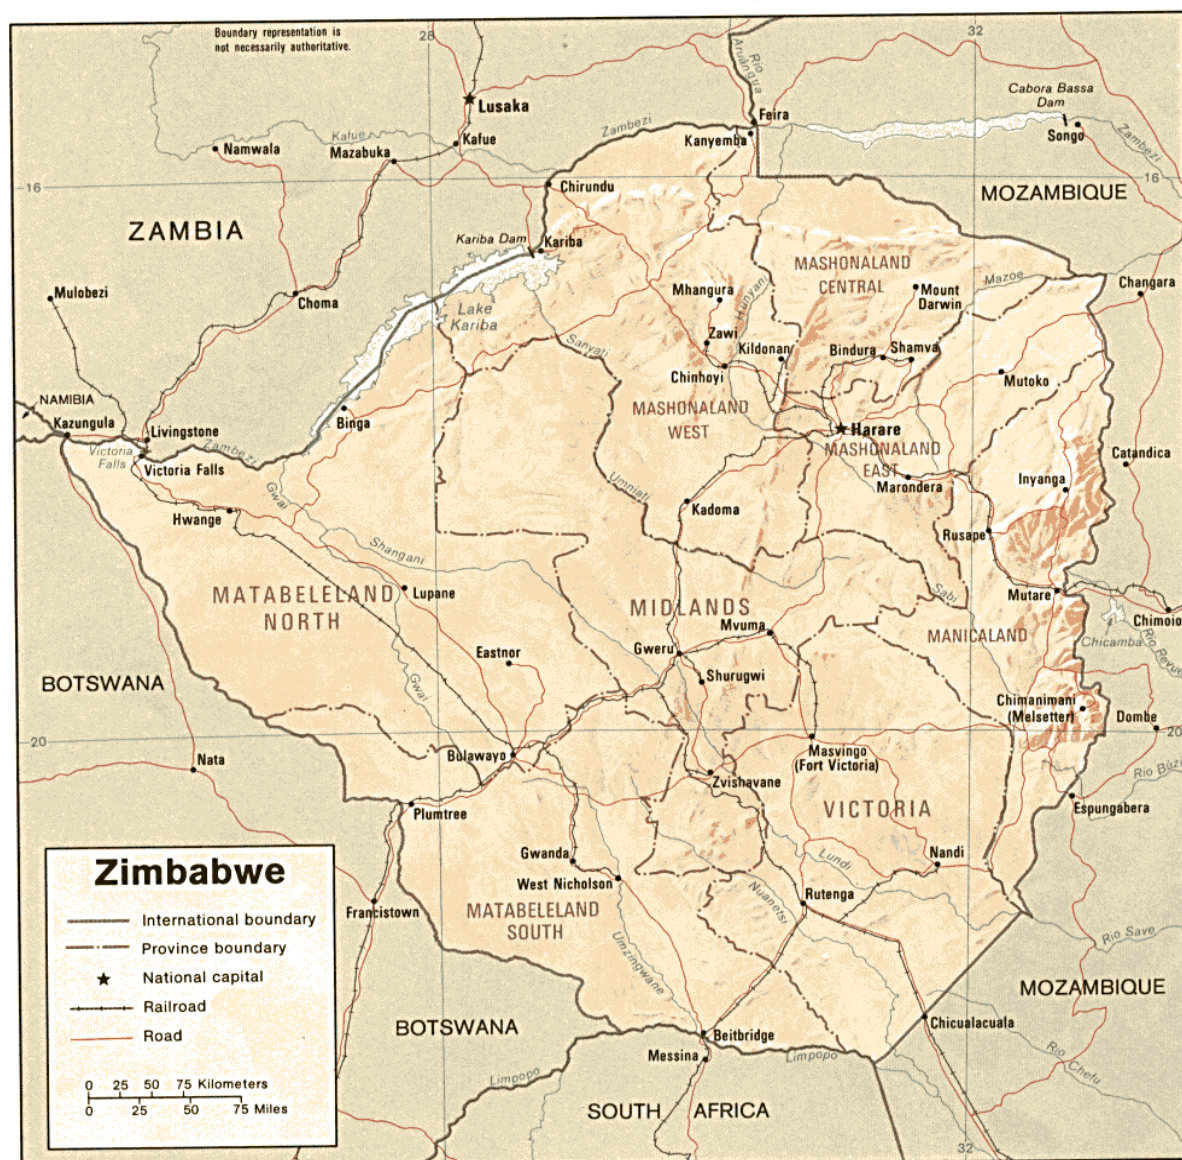 Boundary representation is
not necessarily authoritative.
28
32
Lusaka
Rio
Aruângua
Cabora Bassa
Dam
Feira
Songo
Zambezi
Kafue
Kafue
Zambezi
Kanyemba
Namwala
Mazabuka
16
Chirundu
16
MOZAMBIQUE
ZAMBIA
Kariba Dam
Kariba
MASHONALAND
CENTRAL
Mazoe
Mulobezi
Choma
Lake
Kariba
Mhangura
Hunyani
Mount
Darwin
Changara
Zawi
Sanyati
Kildonan
Bindura
Shamva
Chinhoyi
Mutoko
NAMIBIA
Kazungula
Livingstone
Binga
MASHONALAND
WEST
Harare
MASHONALAND
EAST
Victoria
Falls
Zambezi
Victoria Falls
Catandica
Marondera
Inyanga
Gwai
Umniati
Kadoma
Hwange
Rusape
Shangani
MATABELELAND
NORTH
Lupane
MIDLANDS
Sabi
Mutare
Chimoio
Mvuma
MANICALAND
Chicamba
Rio Revue
Eastnor
Gweru
Shurugwi
BOTSWANA
Gwai
Chimanimani
(Melsetter)
Dombe
20
20
Nata
Bulawayo
Masvingo
(Fort Victoria)
Zvishavane
Rio Búzi
Plumtree
VICTORIA
Espungabera
Zimbabwe
Gwanda
Lundi
Nandi
West Nicholson
Nuanetsi
Rutenga
International boundary
Francistown
MATABELELAND
SOUTH
Province boundary
Umzingwane
Rio Save
National capital
MOZAMBIQUE
Railroad
BOTSWANA
Chicualacuala
Road
Beitbridge
Messina
Limpopo
Limpopo
Rio Chefu
0 25 50 75 Kilometers
0 25 50 75 Miles
SOUTH AFRICA
32